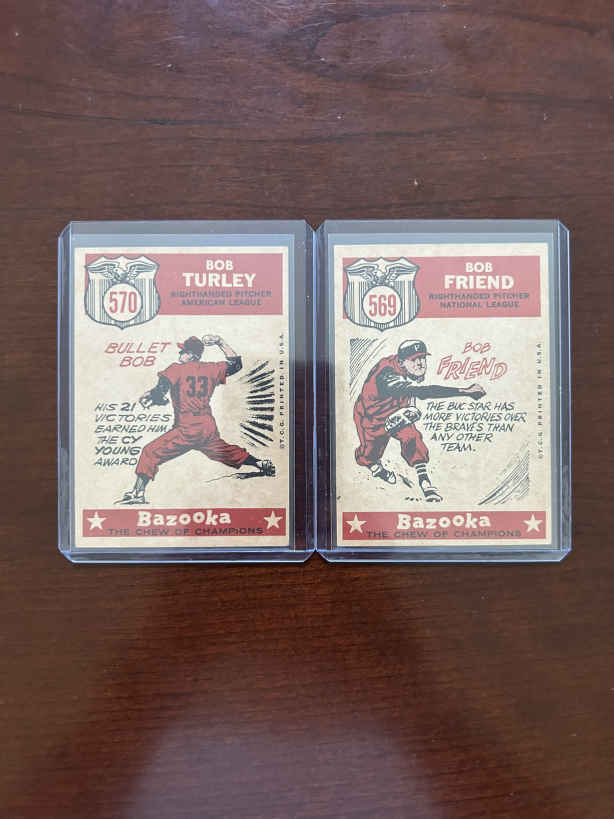 BOB
TURLEY
570
RIGHTHANDED PITCHER
AMERICAN LEAGUE
BULLET
BOB
33
HIS 21
VICTORIES
EARNED HIM
THE CY
YOUNG
AWARD
©T.C.G. PRINTED IN U.S.A.
Bazooka
THE CHEW OF CHAMPIONS
BOB
FRIEND
569
RIGHTHANDED PITCHER
NATIONAL LEAGUE
P
BOB
FRIEND
THE BUC STAR HAS
MORE VICTORIES OVER
THE BRAVES THAN
ANY OTHER
TEAM.
©T.C.G. PRINTED IN U.S.A.
Bazooka
THE CHEW OF CHAMPIONS